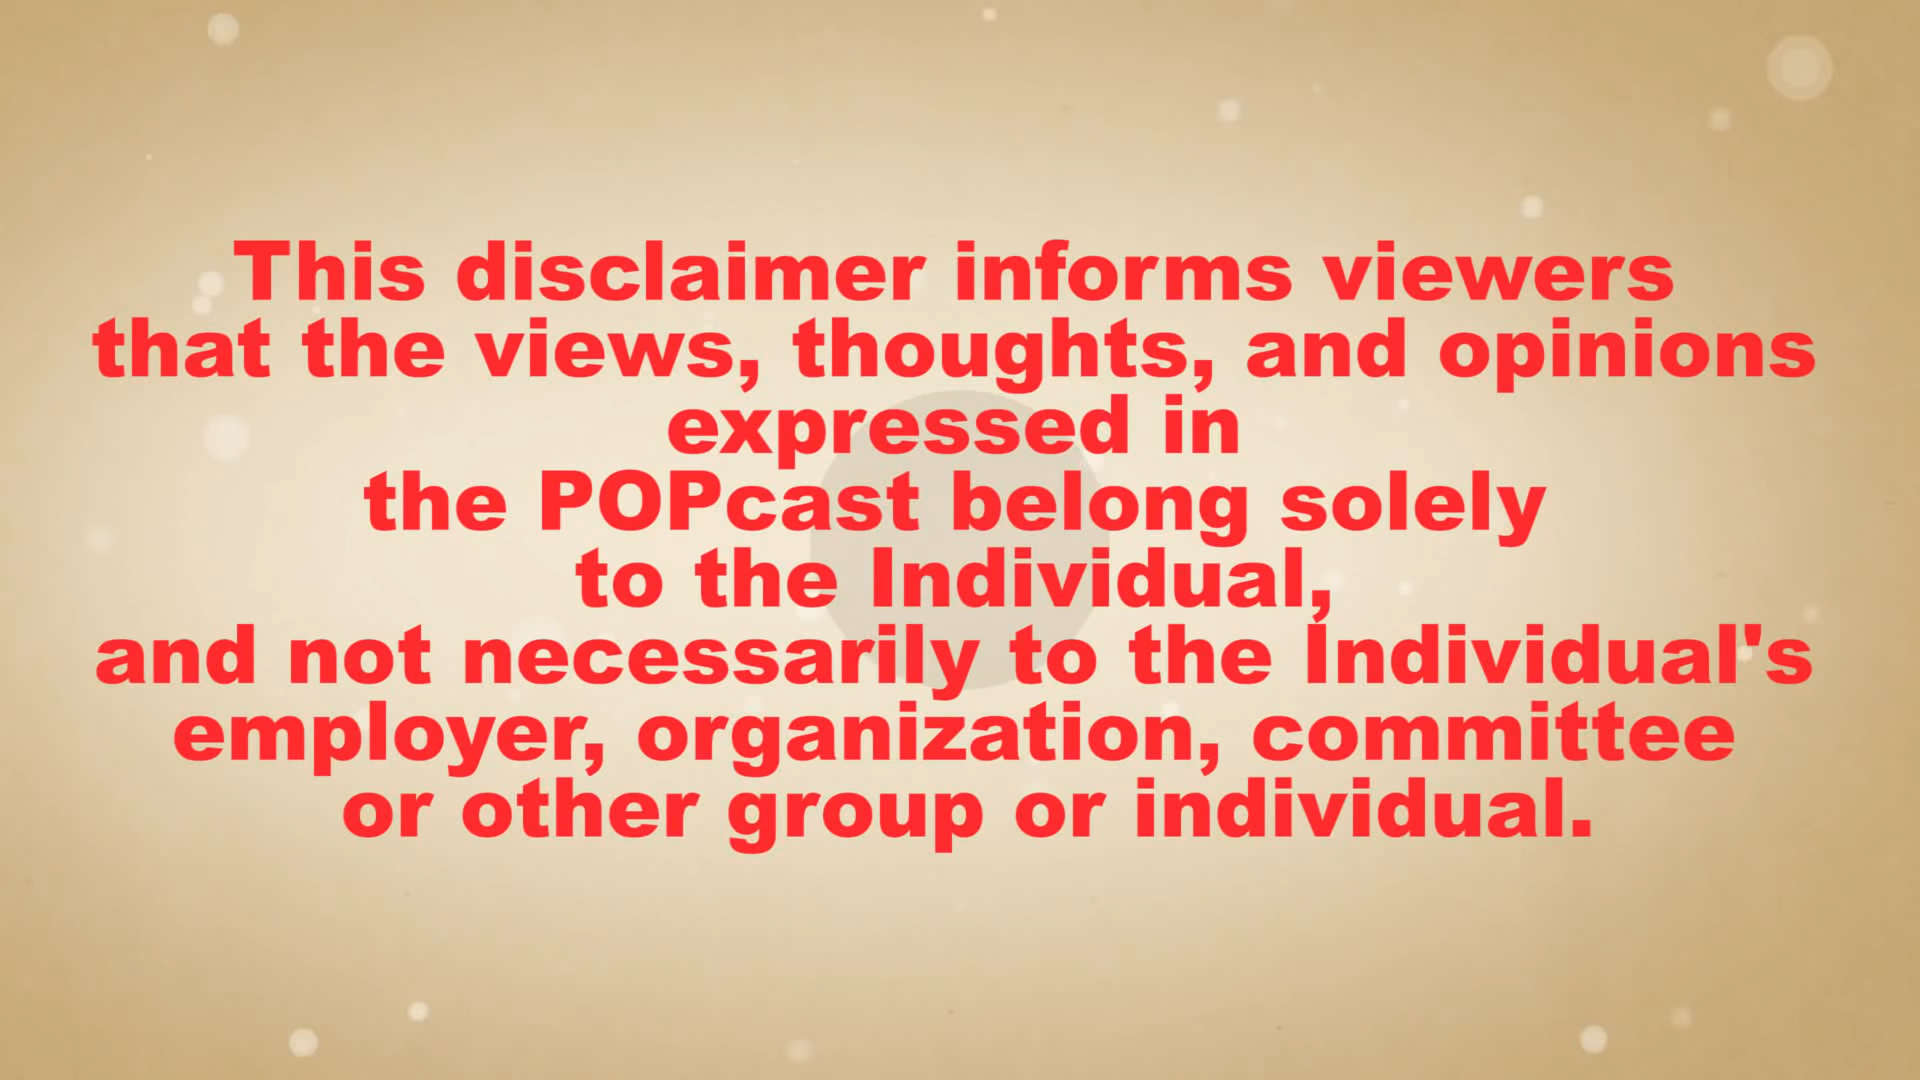 This disclaimer informs viewers
that the views, thoughts, and opinions
expressed in
the POPcast belong solely
to the Individual,
and not necessarily to the Individual's
employer, organization, committee
or other group or individual.